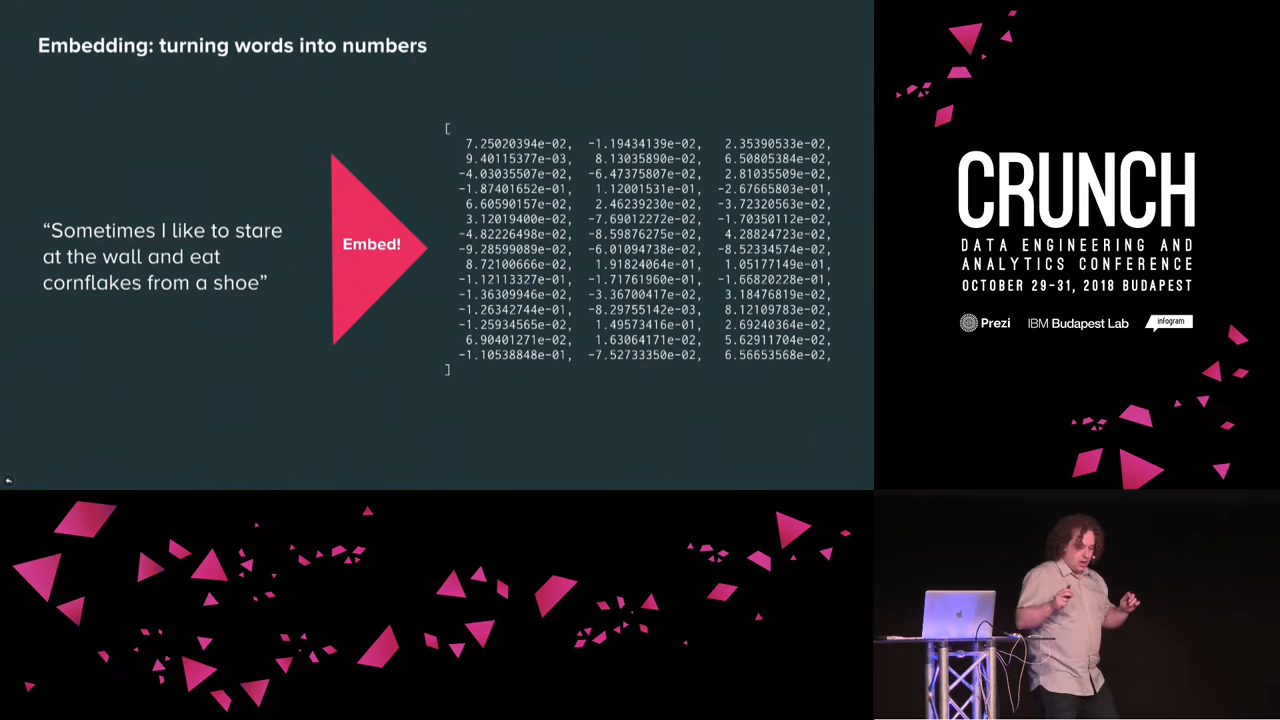 Embedding: turning words into numbers
“Sometimes I like to stare
at the wall and eat
cornflakes from a shoe”
Embed!
[
7.25020394e-02, -1.19434139e-02, 2.35390533e-02,
9.40115377e-03, 8.13035890e-02, 6.50805384e-02,
-4.03035507e-02, -6.47375807e-02, 2.81035509e-02,
-1.87401652e-01, 1.12001531e-01, -2.67665803e-01,
6.60590157e-02, 2.46239230e-02, -3.72320563e-02,
3.12019400e-02, -7.69012272e-02, -1.70350112e-02,
-4.82226498e-02, -8.59876275e-02, 4.28824723e-02,
-9.28599089e-02, -6.01094738e-02, -8.52334574e-02,
8.72100666e-02, 1.91824064e-01, 1.05177149e-01,
-1.12113327e-01, -1.71761960e-01, -1.66820228e-01,
-1.36309946e-02, -3.36700417e-02, 3.18476819e-02,
-1.26342744e-01, -8.29755142e-03, 8.12109783e-02,
-1.25934565e-02, 1.49573416e-01, 2.69240364e-02,
6.90401271e-02, 1.63064171e-02, 5.62911704e-02,
-1.10538848e-01, -7.52733350e-02, 6.56653568e-02,
]
CRUNCH
DATA ENGINEERING AND
ANALYTICS CONFERENCE
OCTOBER 29-31, 2018 BUDAPEST
Prezi IBM Budapest Lab infogram